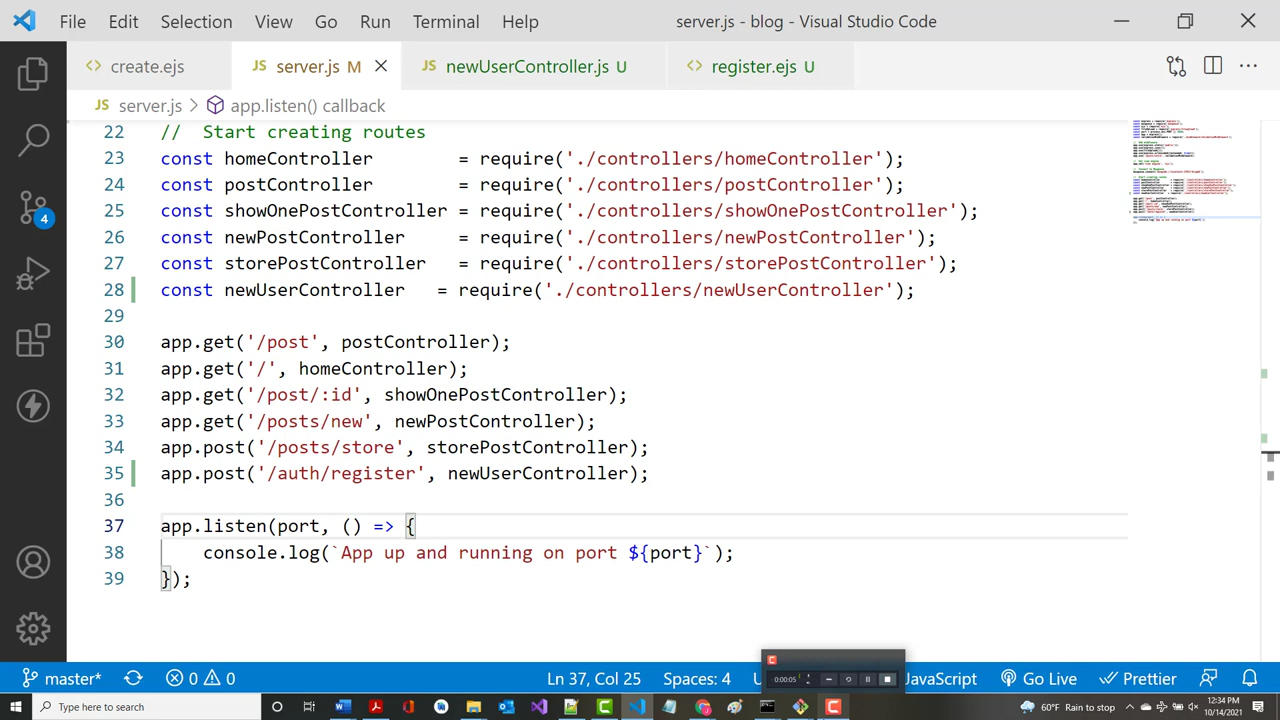 File Edit Selection View Go Run Terminal Help server.js - blog - Visual Studio Code
<> create.ejs JS server.js M JS newUserController.js U <> register.ejs U
JS server.js > app.listen() callback
22 // Start creating routes
23 const homeController = require('./controllers/homeController');
24 const postController = require('./controllers/postController');
25 const showOnePostController = require('./controllers/showOnePostController');
26 const newPostController = require('./controllers/newPostController');
27 const storePostController = require('./controllers/storePostController');
28 const newUserController = require('./controllers/newUserController');
29
30 app.get('/post', postController);
31 app.get('/', homeController);
32 app.get('/post/:id', showOnePostController);
33 app.get('/posts/new', newPostController);
34 app.post('/posts/store', storePostController);
35 app.post('/auth/register', newUserController);
36
37 app.listen(port, () => {
38 console.log(`App up and running on port ${port}`);
39 });
4
0:00:05
master* 0 0 Ln 37, Col 25 Spaces: 4 JavaScript Go Live Prettier
Type here to search 60°F Rain to stop 12:34 PM
10/14/2021